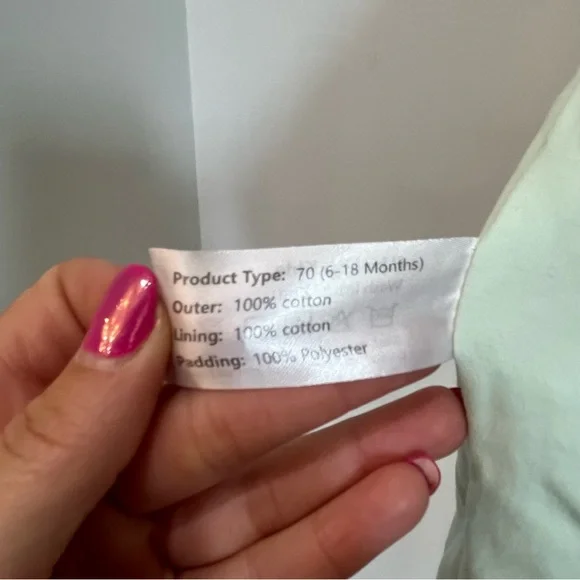 Product Type: 70 (6-18 Months)
Outer: 100% cotton
Lining: 100% cotton
Padding: 100% Polyester